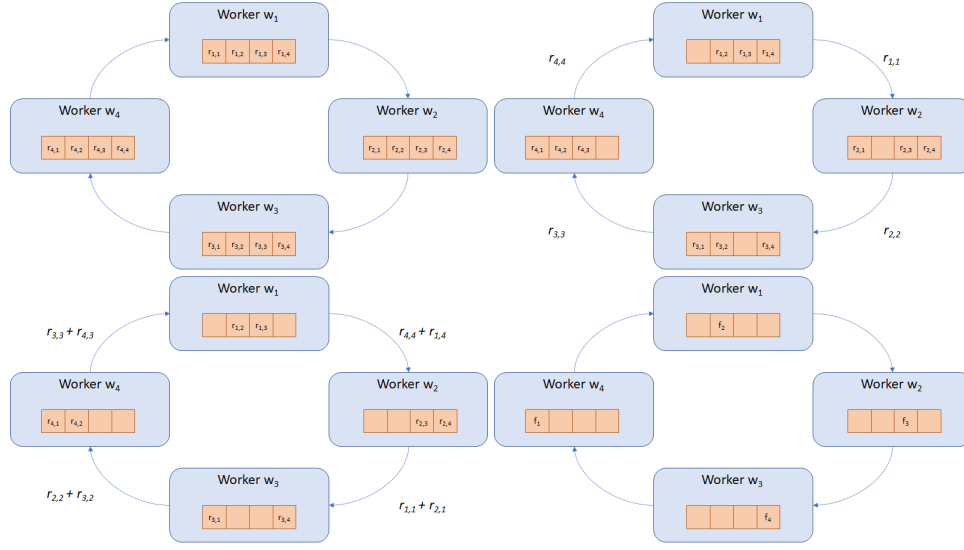 Worker w₁
r₁,₁ r₁,₂ r₁,₃ r₁,₄
Worker w₄
r₄,₁ r₄,₂ r₄,₃ r₄,₄
Worker w₂
r₂,₁ r₂,₂ r₂,₃ r₂,₄
Worker w₃
r₃,₁ r₃,₂ r₃,₃ r₃,₄
Worker w₁
r₁,₂ r₁,₃ r₁,₄
r₄,₄
r₁,₁
Worker w₄
r₄,₁ r₄,₂ r₄,₃
Worker w₂
r₂,₁ r₂,₃ r₂,₄
Worker w₃
r₃,₁ r₃,₂ r₃,₄
r₃,₃
r₂,₂
Worker w₁
r₁,₂ r₁,₃
r₃,₃ + r₄,₃
r₄,₄ + r₁,₄
Worker w₄
r₄,₁ r₄,₂
Worker w₂
r₂,₃ r₂,₄
Worker w₃
r₃,₁ r₃,₄
r₂,₂ + r₃,₂
r₁,₁ + r₂,₁
Worker w₁
f₂
Worker w₄
f₁
Worker w₂
f₃
Worker w₃
f₄